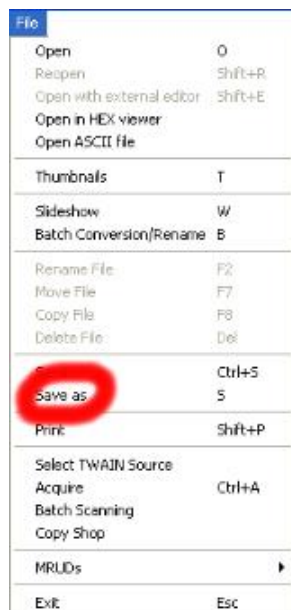 File
Open O
Reopen Shift+R
Open with external editor Shift+E
Open in HEX viewer
Open ASCII file
Thumbnails T
Slideshow W
Batch Conversion/Rename B
Rename File F2
Move File F7
Copy File F8
Delete File Del
Ctrl+S
Save as S
Print Shift+P
Select TWAIN Source
Acquire Ctrl+A
Batch Scanning
Copy Shop
MRUDs
Exit Esc